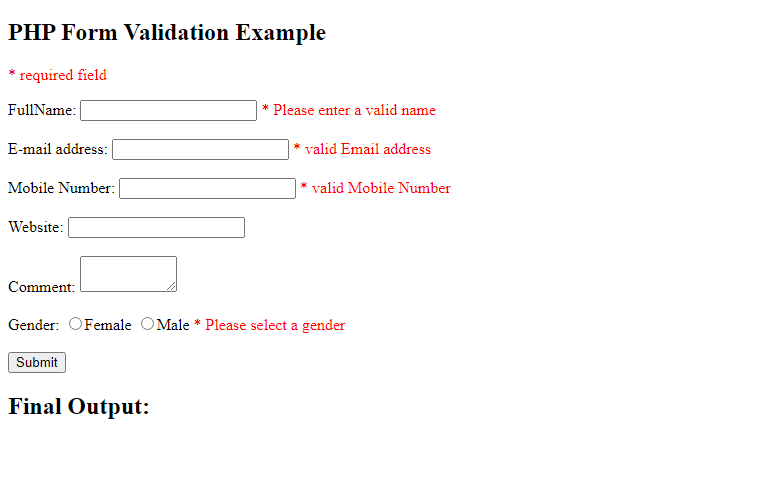 PHP Form Validation Example
* required field
FullName: * Please enter a valid name
E-mail address: * valid Email address
Mobile Number: * valid Mobile Number
Website:
Comment:
Gender: Female Male * Please select a gender
Submit
Final Output: